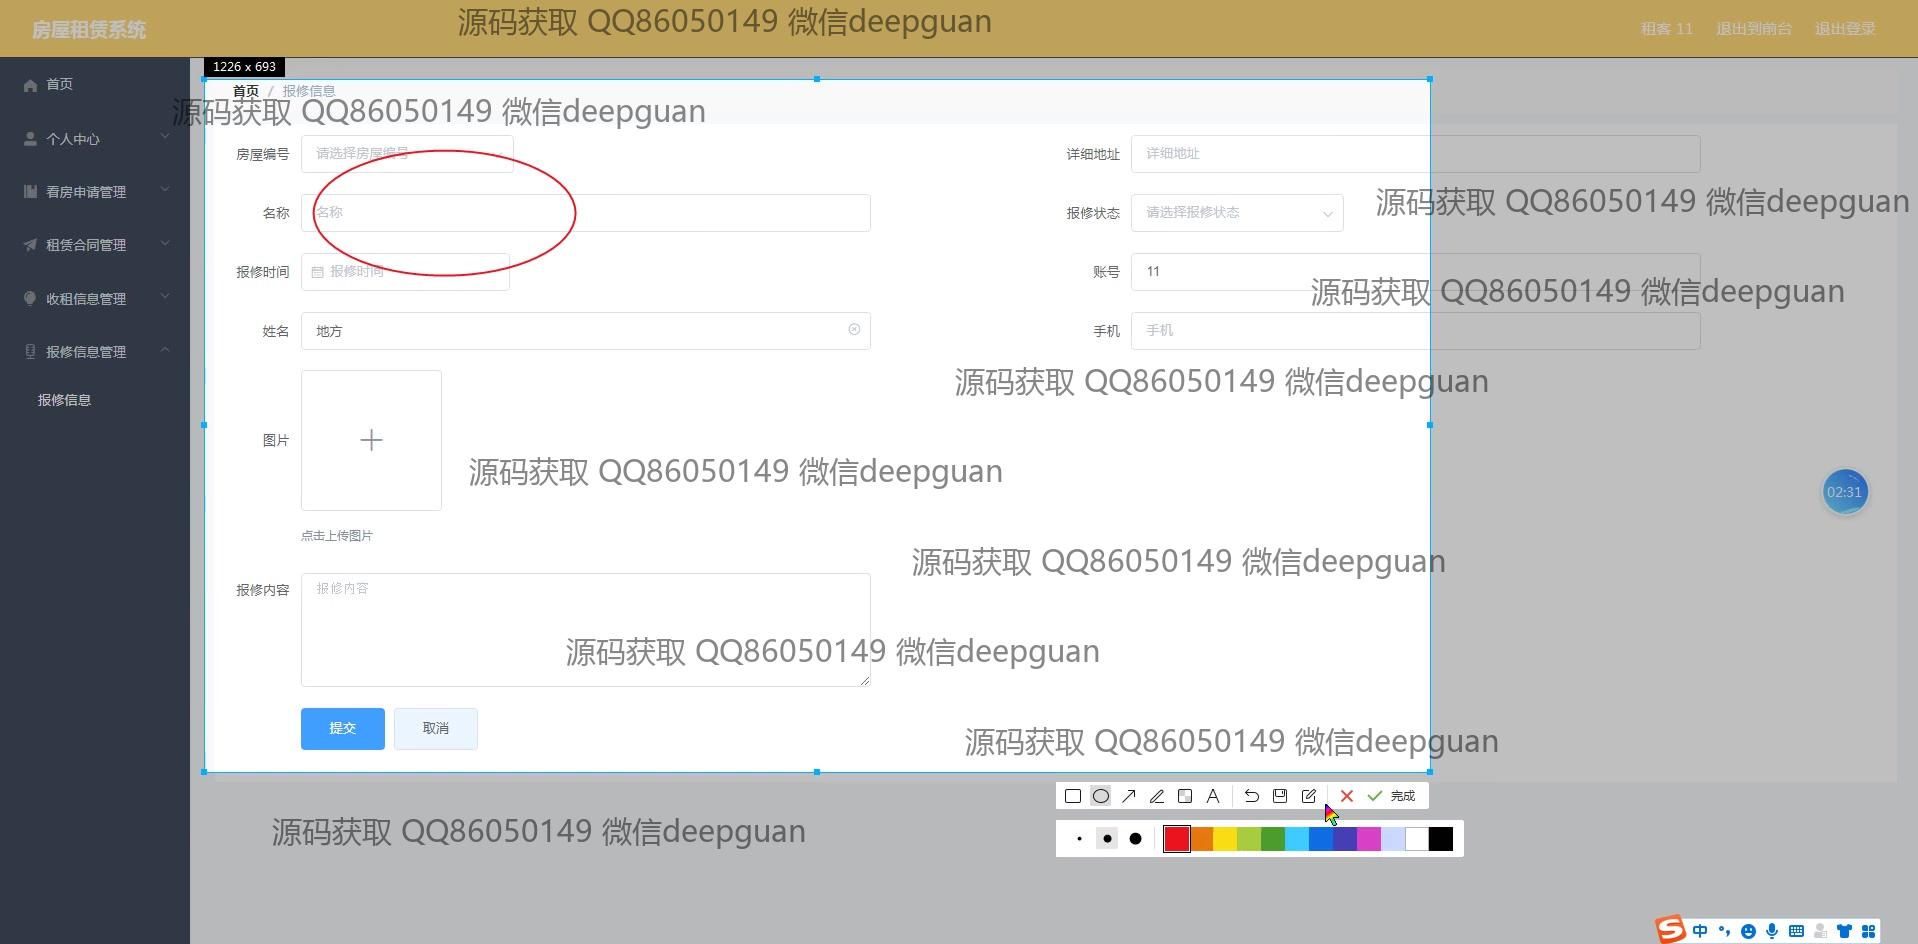 房屋租赁系统
源码获取 QQ86050149 微信deepguan
租客 11 退出到前台 退出登录
1226 x 693
首页
首页 / 报修信息
源码获取 QQ86050149 微信deepguan
个人中心
房屋编号 请选择房屋编号
详细地址 详细地址
看房申请管理
名称 名称
报修状态 请选择报修状态
源码获取 QQ86050149 微信deepguan
租赁合同管理
报修时间 报修时间
账号 11
源码获取 QQ86050149 微信deepguan
收租信息管理
姓名 地方
手机 手机
报修信息管理
源码获取 QQ86050149 微信deepguan
报修信息
图片
源码获取 QQ86050149 微信deepguan
02:31
点击上传图片
源码获取 QQ86050149 微信deepguan
报修内容 报修内容
源码获取 QQ86050149 微信deepguan
提交 取消
源码获取 QQ86050149 微信deepguan
A 完成
源码获取 QQ86050149 微信deepguan
S 中